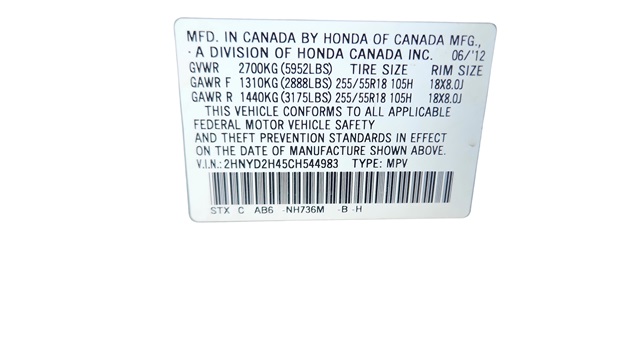 MFD. IN CANADA BY HONDA OF CANADA MFG.,
- A DIVISION OF HONDA CANADA INC. 06/'12
GVWR 2700KG (5952LBS) TIRE SIZE RIM SIZE
GAWR F 1310KG (2888LBS) 255/55R18 105H 18X8.0J
GAWR R 1440KG (3175LBS) 255/55R18 105H 18X8.0J
THIS VEHICLE CONFORMS TO ALL APPLICABLE
FEDERAL MOTOR VEHICLE SAFETY
AND THEFT PREVENTION STANDARDS IN EFFECT
ON THE DATE OF MANUFACTURE SHOWN ABOVE.
V.I.N.: 2HNYD2H45CH544983 TYPE: MPV
STX C AB6 -NH736M -B -H